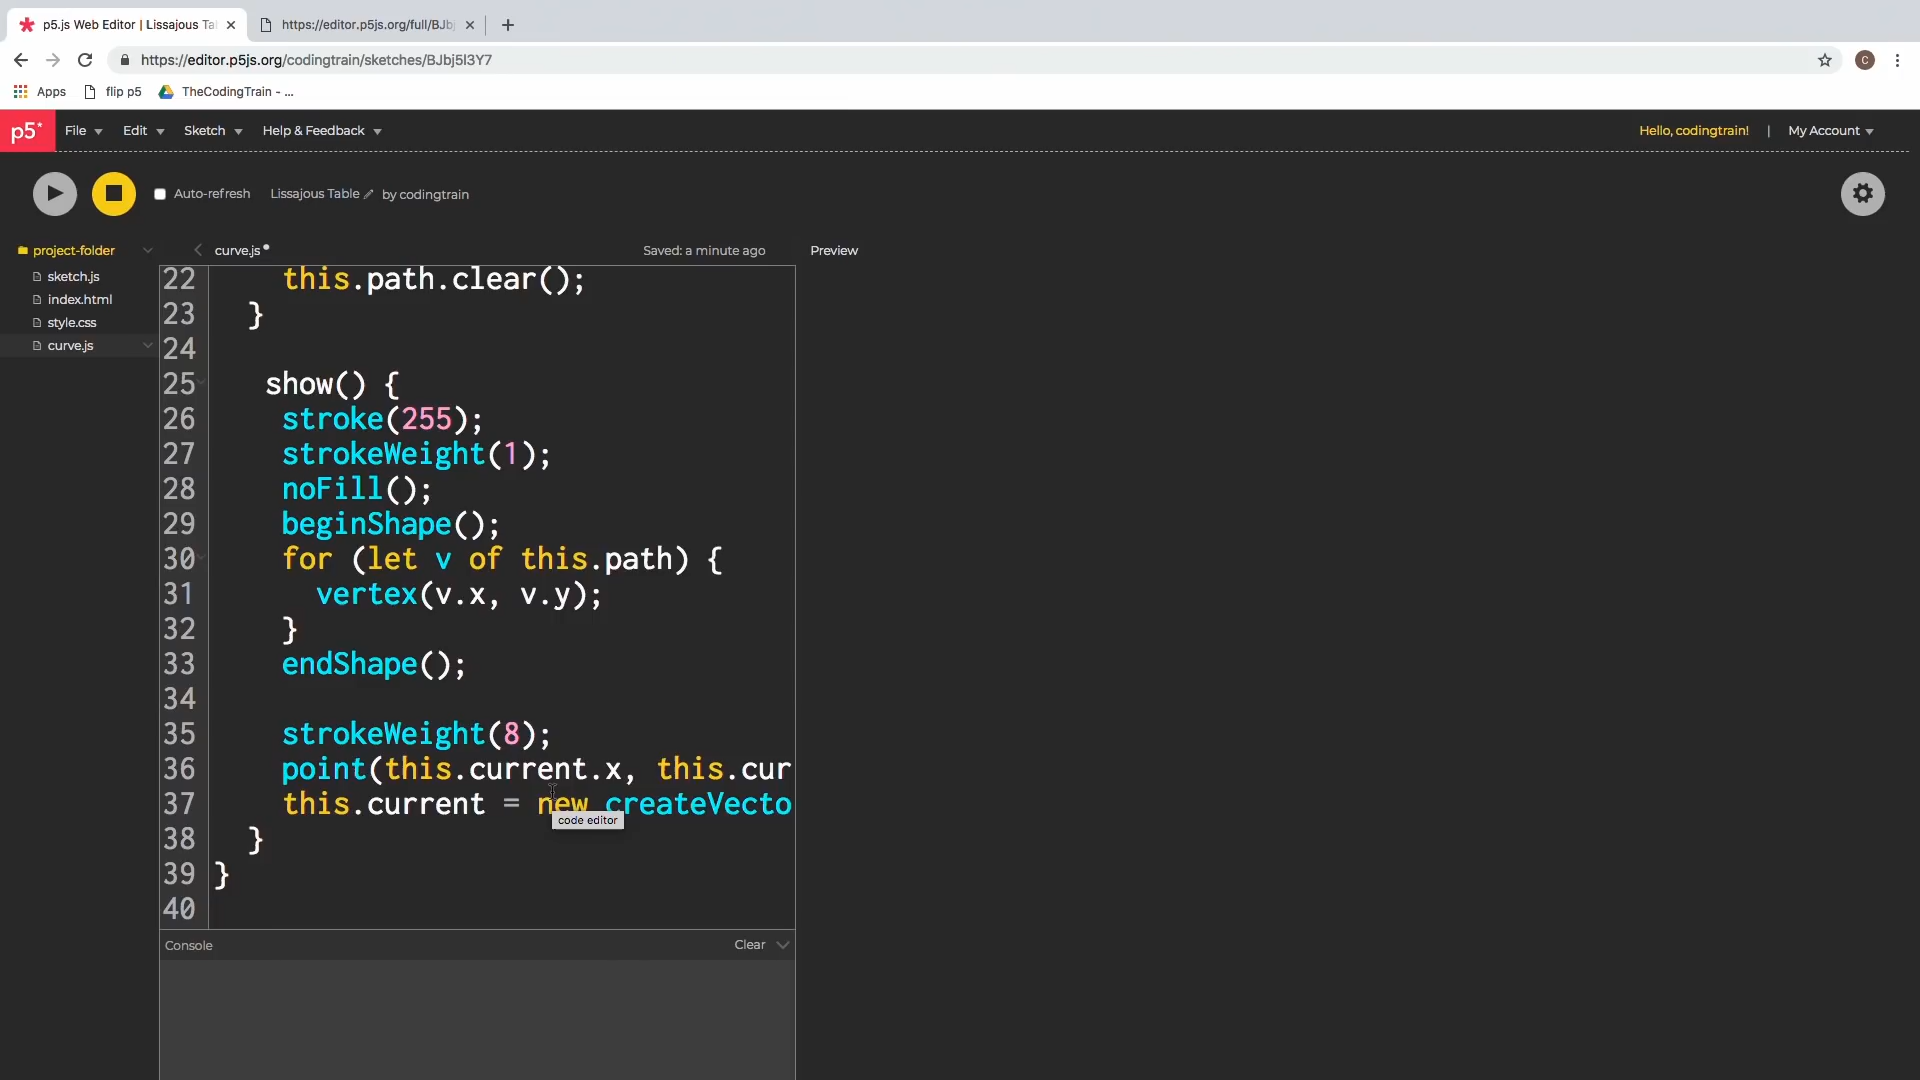 p5.js Web Editor | Lissajous Ta
https://editor.p5js.org/full/BJbj
https://editor.p5js.org/codingtrain/sketches/BJbj5l3Y7
C
Apps
flip p5
TheCodingTrain - ...
p5*
File
Edit
Sketch
Help & Feedback
Hello, codingtrain!
|
My Account
Auto-refresh
Lissajous Table
by codingtrain
project-folder
sketch.js
index.html
style.css
curve.js
curve.js
Saved: a minute ago
Preview
22 this.path.clear();
23 }
24
25 show() {
26 stroke(255);
27 strokeWeight(1);
28 noFill();
29 beginShape();
30 for (let v of this.path) {
31 vertex(v.x, v.y);
32 }
33 endShape();
34
35 strokeWeight(8);
36 point(this.current.x, this.cur
37 this.current = new createVecto
code editor
38 }
39 }
40
Console
Clear